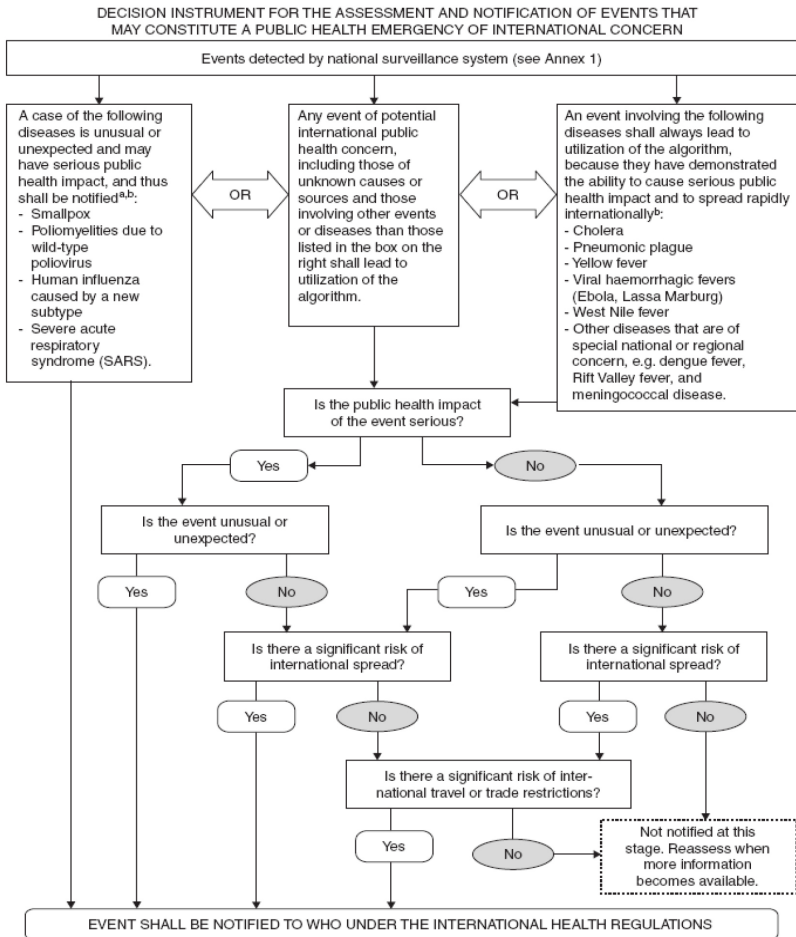 DECISION INSTRUMENT FOR THE ASSESSMENT AND NOTIFICATION OF EVENTS THAT
MAY CONSTITUTE A PUBLIC HEALTH EMERGENCY OF INTERNATIONAL CONCERN
Events detected by national surveillance system (see Annex 1)
A case of the following
diseases is unusual or
unexpected and may
have serious public
health impact, and thus
shall be notifieda,b:
- Smallpox
- Poliomyelities due to
wild-type
poliovirus
- Human influenza
caused by a new
subtype
- Severe acute
respiratory
syndrome (SARS).
OR
Any event of potential
international public
health concern,
including those of
unknown causes or
sources and those
involving other events
or diseases than those
listed in the box on the
right shall lead to
utilization of the
algorithm.
OR
An event involving the following
diseases shall always lead to
utilization of the algorithm,
because they have demonstrated
the ability to cause serious public
health impact and to spread rapidly
internationallyb:
- Cholera
- Pneumonic plague
- Yellow fever
- Viral haemorrhagic fevers
(Ebola, Lassa Marburg)
- West Nile fever
- Other diseases that are of
special national or regional
concern, e.g. dengue fever,
Rift Valley fever, and
meningococcal disease.
Is the public health impact
of the event serious?
Yes
No
Is the event unusual or
unexpected?
Is the event unusual or unexpected?
Yes
No
Yes
No
Is there a significant risk of
international spread?
Is there a significant risk of
international spread?
Yes
No
Yes
No
Is there a significant risk of inter-
national travel or trade restrictions?
Yes
No
Not notified at this
stage. Reassess when
more information
becomes available.
EVENT SHALL BE NOTIFIED TO WHO UNDER THE INTERNATIONAL HEALTH REGULATIONS